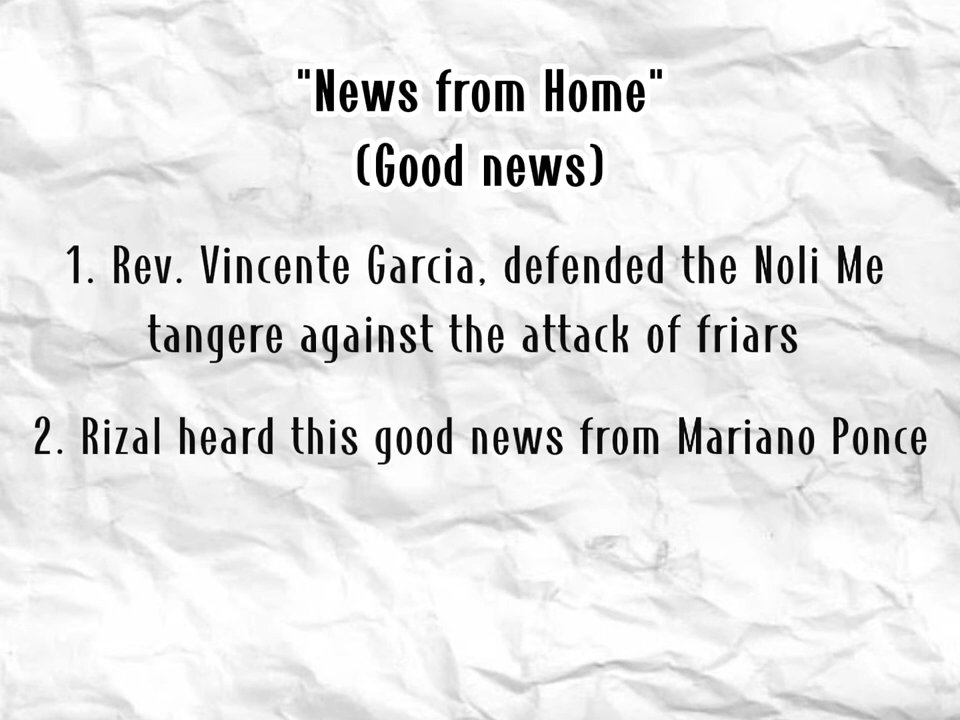 "News from Home"
(Good news)
1. Rev. Vincente Garcia, defended the Noli Me
tangere against the attack of friars
2. Rizal heard this good news from Mariano Ponce